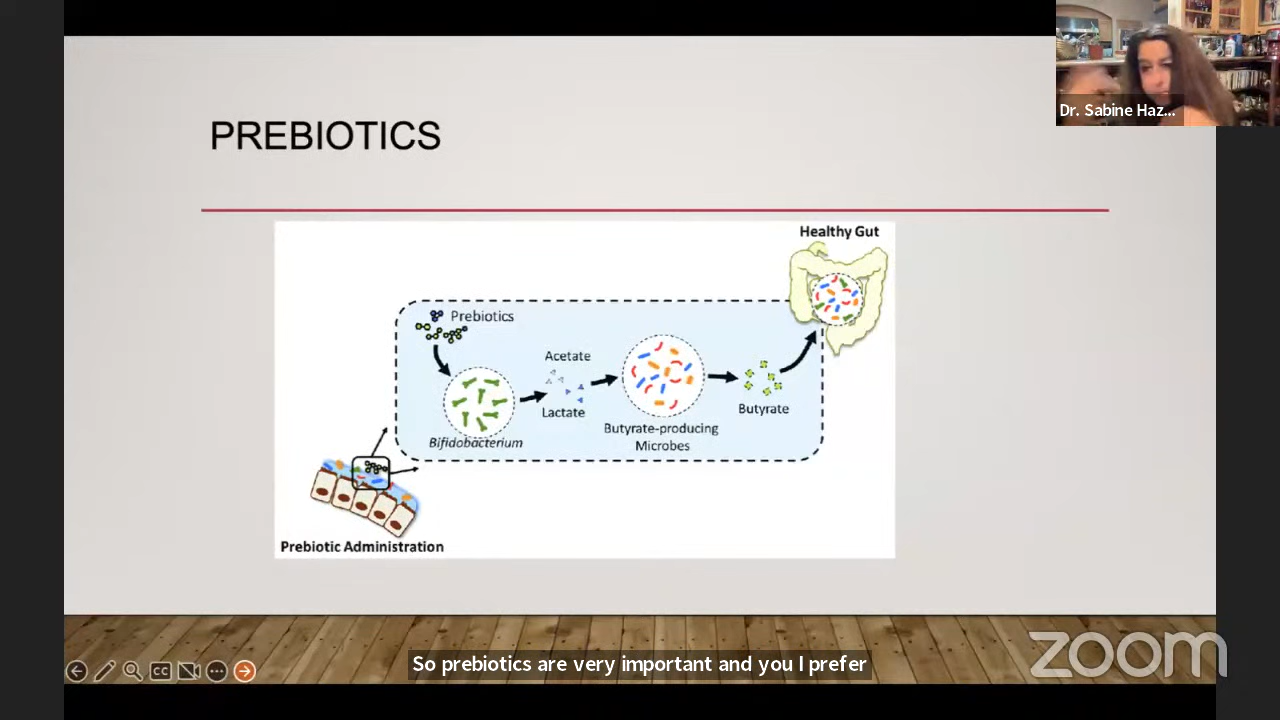 Dr. Sabine Haz...
PREBIOTICS
Healthy Gut
Prebiotics
Acetate
Lactate
Bifidobacterium
Butyrate-producing
Microbes
Butyrate
Prebiotic Administration
So prebiotics are very important and you I prefer
CC
zoom